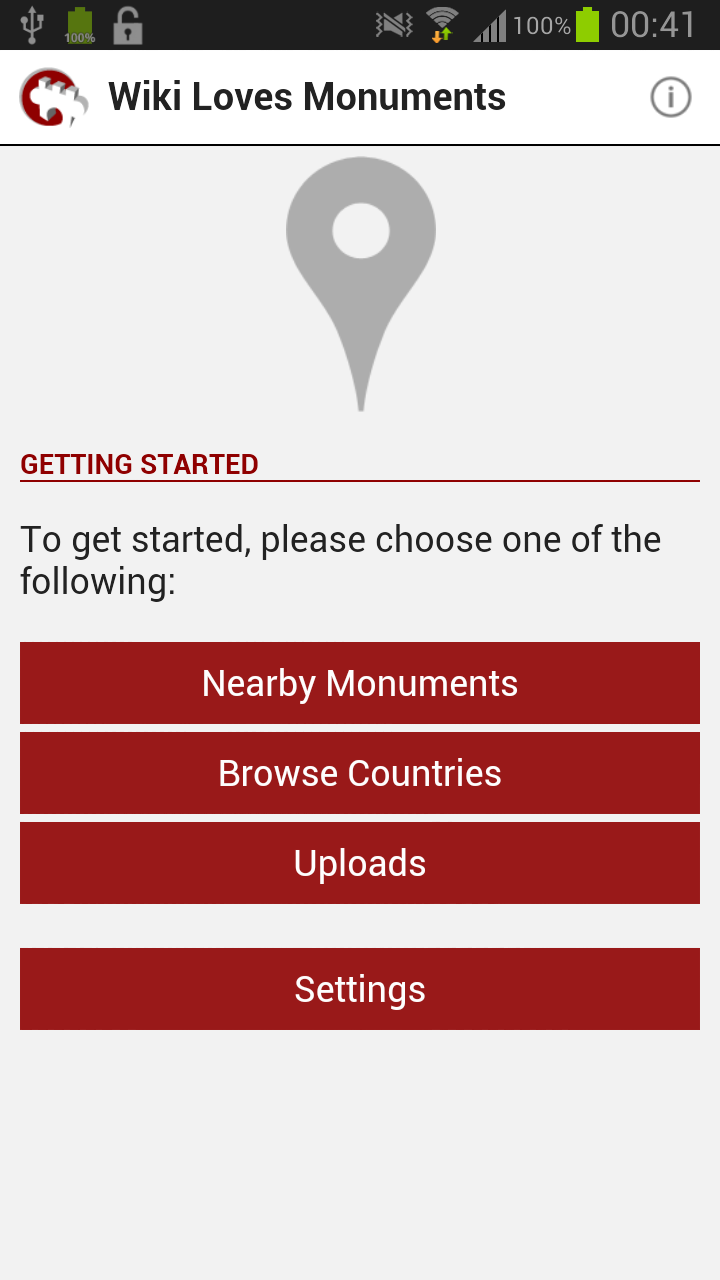 100% 100% 00:41
Wiki Loves Monuments
GETTING STARTED
To get started, please choose one of the
following:
Nearby Monuments
Browse Countries
Uploads
Settings